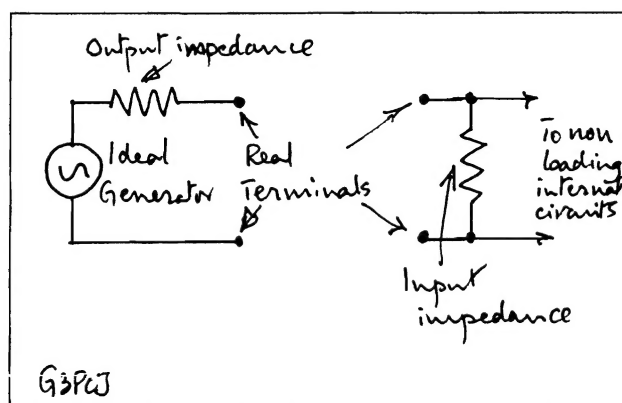 Output impedance
Ideal
Generator
Real
Terminals
To non
loading
internal
circuits
Input
impedance
G3PCJ